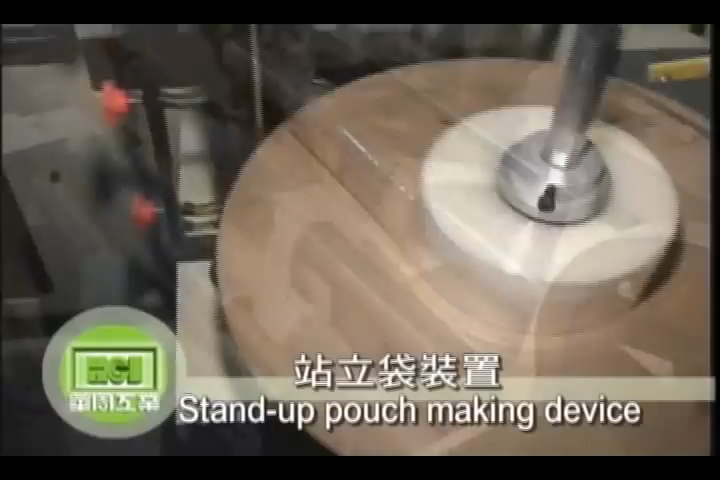 站立袋裝置
Stand-up pouch making device